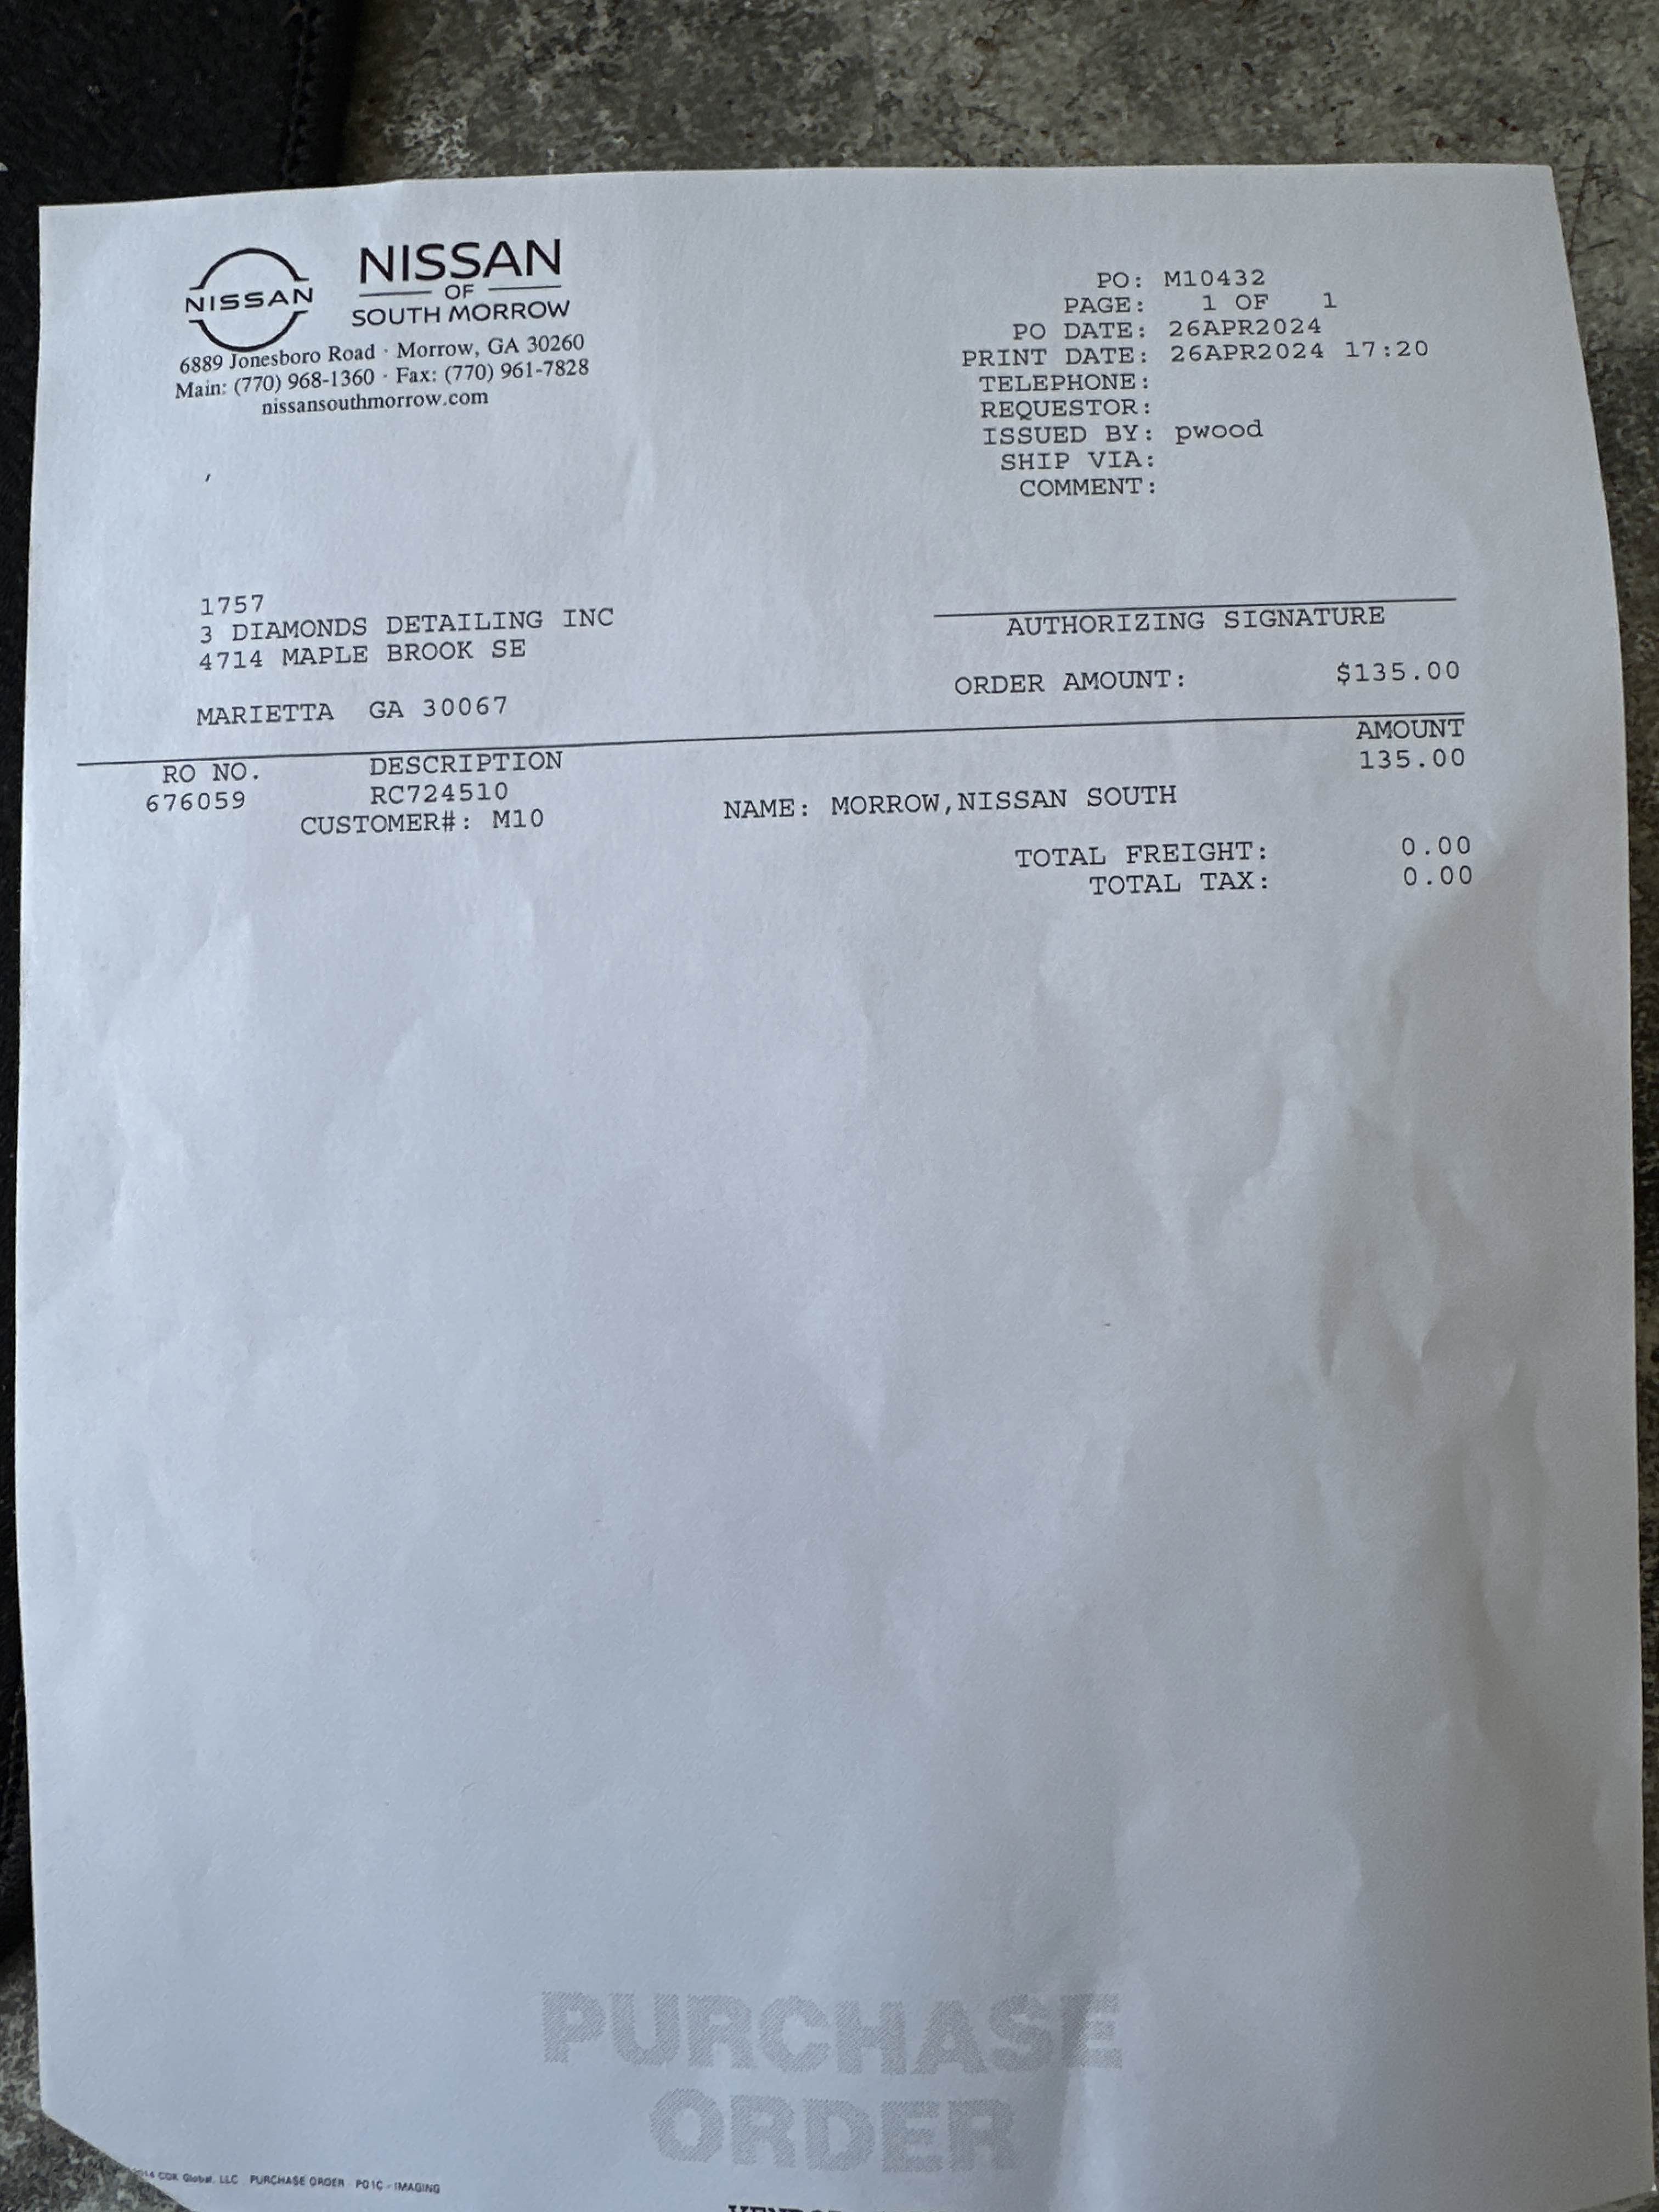 NISSAN
NISSAN
OF
SOUTH MORROW
6889 Jonesboro Road · Morrow, GA 30260
Main: (770) 968-1360 · Fax: (770) 961-7828
nissansouthmorrow.com
PO: M10432
PAGE: 1 OF 1
PO DATE: 26APR2024
PRINT DATE: 26APR2024 17:20
TELEPHONE:
REQUESTOR:
ISSUED BY: pwood
SHIP VIA:
COMMENT:
,
1757
3 DIAMONDS DETAILING INC
4714 MAPLE BROOK SE
MARIETTA GA 30067
AUTHORIZING SIGNATURE
ORDER AMOUNT: $135.00
RO NO. DESCRIPTION AMOUNT
676059 RC724510 135.00
CUSTOMER#: M10 NAME: MORROW,NISSAN SOUTH
TOTAL FREIGHT: 0.00
TOTAL TAX: 0.00
PURCHASE
ORDER
CDK Global, LLC PURCHASE ORDER · PO1C - IMAGING